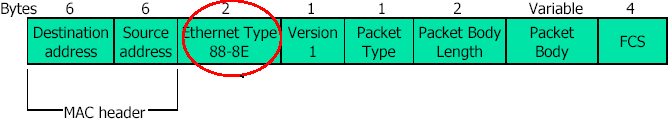 Bytes 6 6 2 1 1 2 Variable 4
Destination address
Source address
Ethernet Type 88-8E
Version 1
Packet Type
Packet Body Length
Packet Body
FCS
MAC header